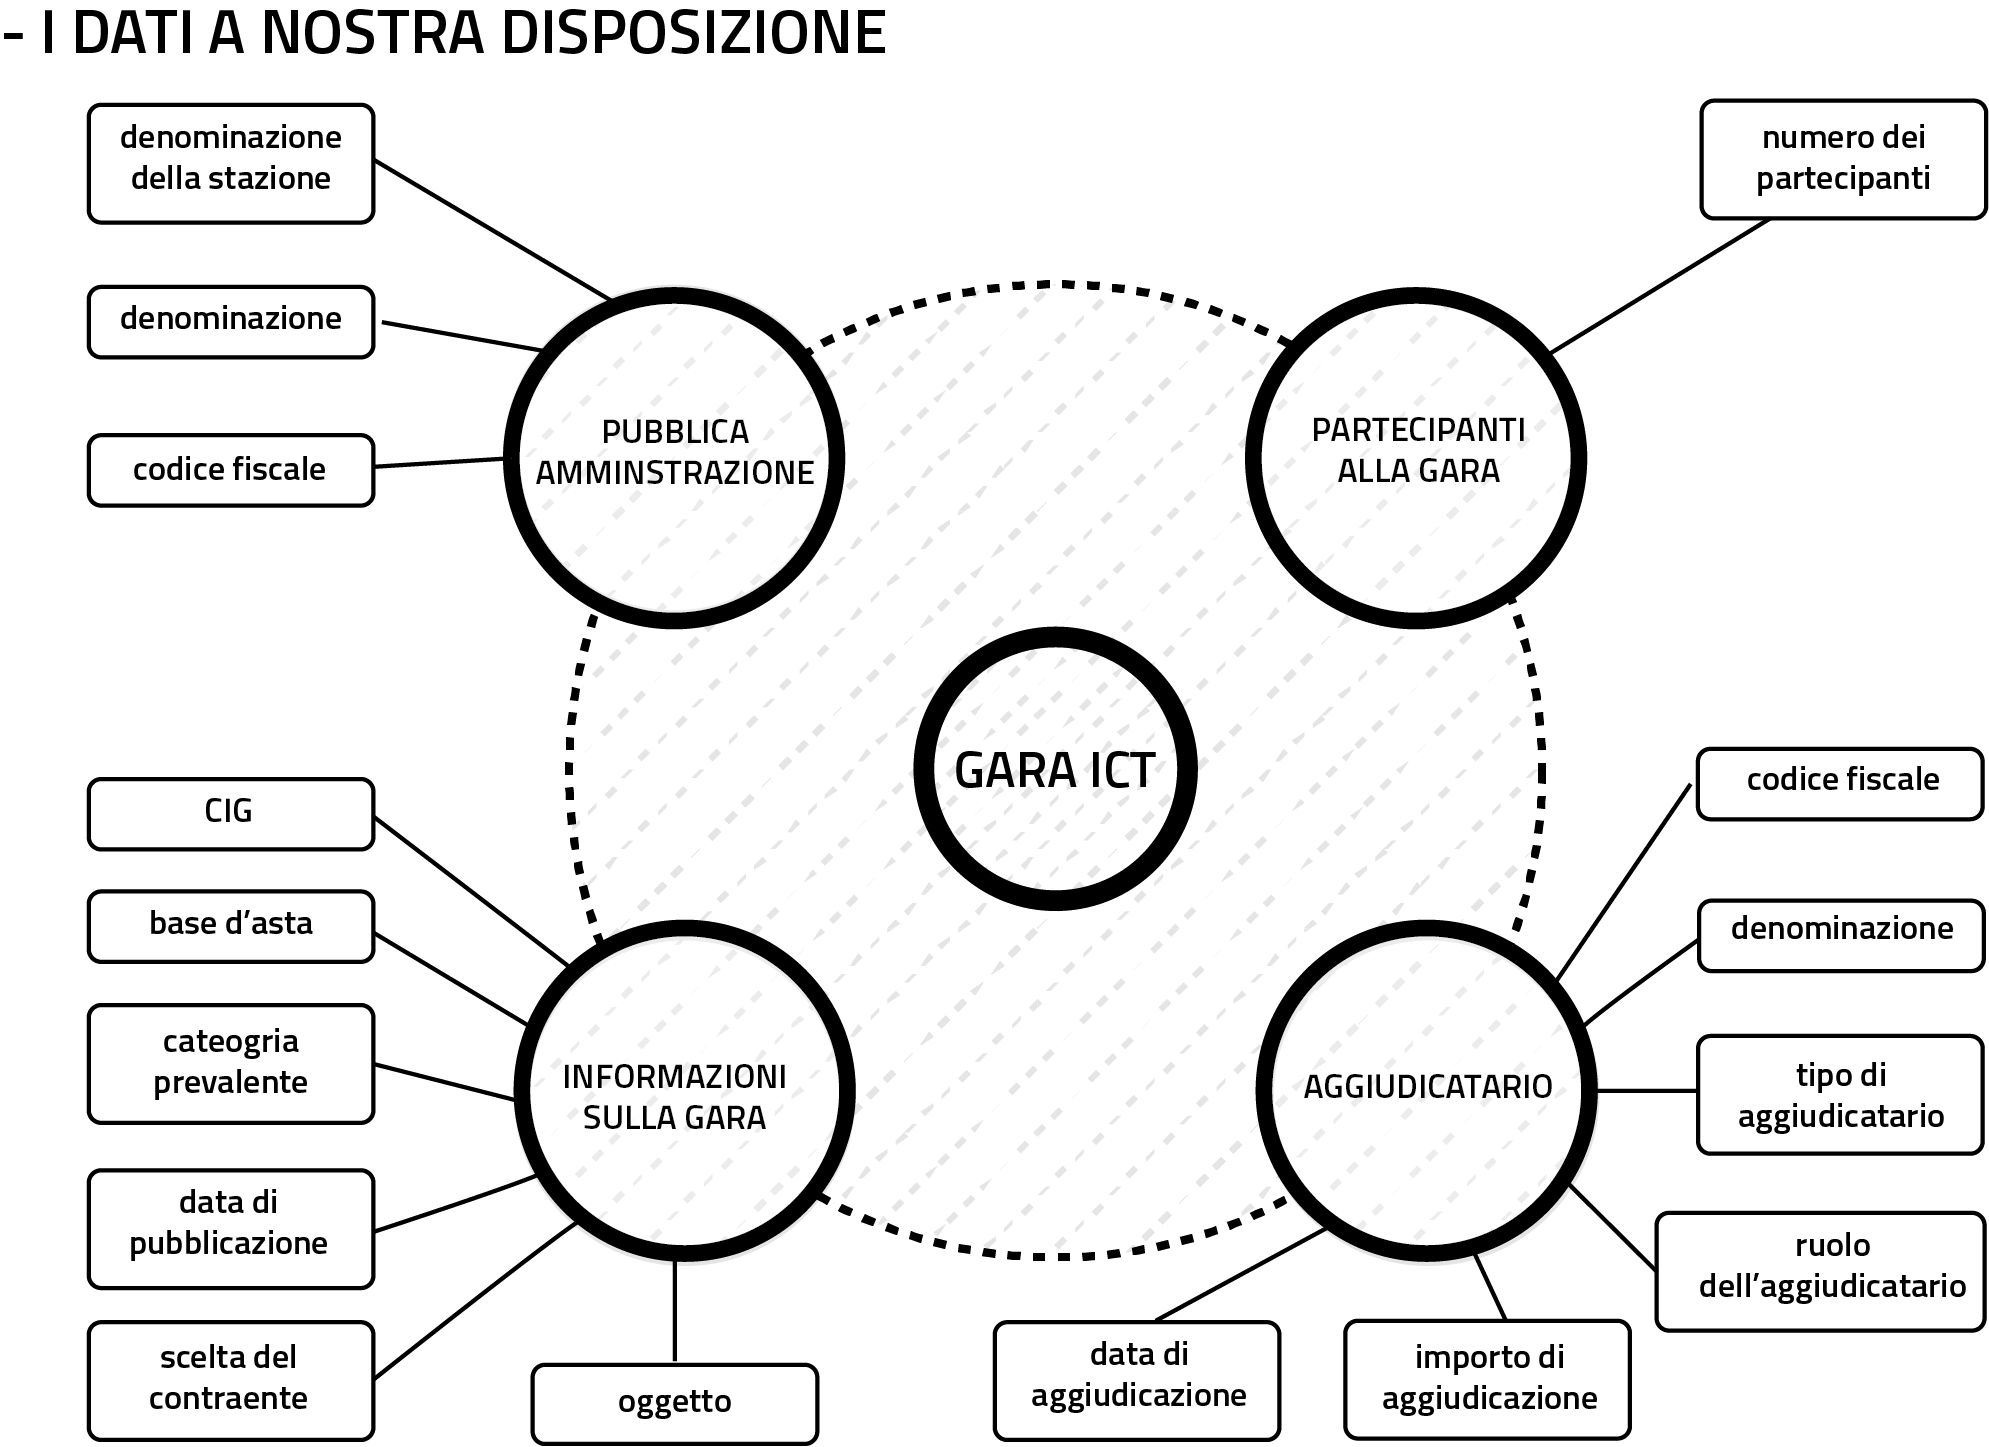 - I DATI A NOSTRA DISPOSIZIONE
denominazione
della stazione
denominazione
codice fiscale
PUBBLICA
AMMINSTRAZIONE
numero dei
partecipanti
PARTECIPANTI
ALLA GARA
GARA ICT
CIG
base d’asta
cateogria
prevalente
data di
pubblicazione
scelta del
contraente
oggetto
INFORMAZIONI
SULLA GARA
AGGIUDICATARIO
codice fiscale
denominazione
tipo di
aggiudicatario
ruolo
dell’aggiudicatario
data di
aggiudicazione
importo di
aggiudicazione